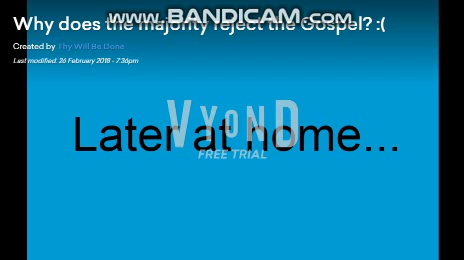 www.BANDICAM.com
Why does the majority reject the Gospel? :(
Created by Thy Will Be Done
Last modified: 26 February 2018 - 7:36pm
VYOND
FREE TRIAL
Later at home...